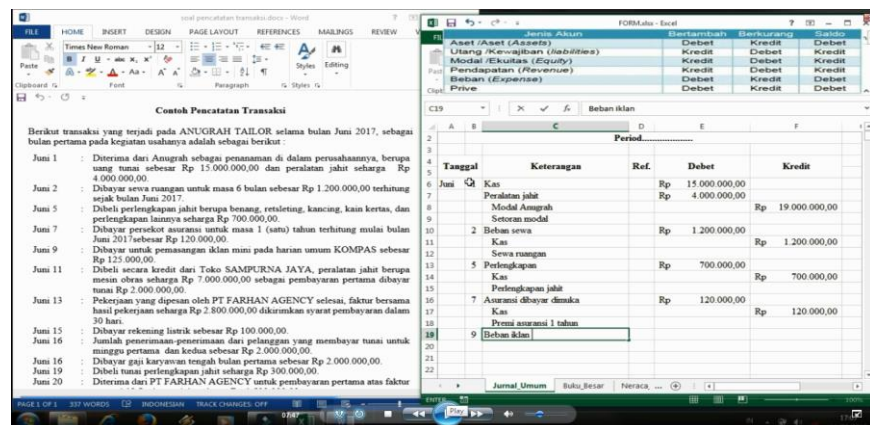 soal pencatatan transaksi.docx - Word
FILE HOME INSERT DESIGN PAGE LAYOUT REFERENCES MAILINGS REVIEW
Times New Roman 12
Paste
Styles Editing
Clipboard Font Paragraph Styles
Contoh Pencatatan Transaksi
Berikut transaksi yang terjadi pada ANUGRAH TAILOR selama bulan Juni 2017, sebagai
bulan pertama pada kegiatan usahanya adalah sebagai berikut :
Juni 1 : Diterima dari Anugrah sebagai penanaman di dalam perusahaannya, berupa
uang tunai sebesar Rp 15.000.000 dan peralatan jahit seharga Rp
4.000.000.
Juni 2 : Dibayar sewa ruangan untuk masa 6 bulan sebesar Rp 1.200.000 terhitung
sejak bulan Juni 2017.
Juni 5 : Dibeli perlengkapan jahit berupa benang, retsleting, kancing, kain kertas, dan
perlengkapan lainnya seharga Rp 700.000.
Juni 7 : Dibayar persekot asuransi untuk masa 1 (satu) tahun terhitung mulai bulan
Juni 2017sebesar Rp 120.000.
Juni 9 : Dibayar untuk pemasangan iklan mini pada harian umum KOMPAS sebesar
Rp 125.000.
Juni 11 : Dibeli secara kredit dari Toko SAMPURNA JAYA, peralatan jahit berupa
mesin obras seharga Rp 7.000.000 sebagai pembayaran pertama dibayar
tunai Rp 2.000.000.
Juni 13 : Pekerjaan yang dipesan oleh PT FARHAN AGENCY selesai, faktur bersama
hasil pekerjaan seharga Rp 2.800.000 dikirimkan syarat pembayaran dalam
30 hari.
Juni 15 : Dibayar rekening listrik sebesar Rp 100.000.
Juni 16 : Jumlah penerimaan-penerimaan dari pelanggan yang membayar tunai untuk
minggu pertama dan kedua sebesar Rp 2.000.000.
Juni 16 : Dibayar gaji karyawan tengah bulan pertama sebesar Rp 2.000.000.
Juni 19 : Dibeli tunai perlengkapan jahit seharga Rp 300.000.
Juni 20 : Diterima dari PT FARHAN AGENCY untuk pembayaran pertama atas faktur
PAGE 1 OF 1 337 WORDS INDONESIAN TRACK CHANGES: OFF
FORM.xlsx - Excel
Jenis Akun Bertambah Berkurang Saldo
Aset /Aset (Assets) Debet Kredit Debet
Utang /Kewajiban (liabilities) Kredit Debet Kredit
Modal /Ekuitas (Equity) Kredit Debet Kredit
Pendapatan (Revenue) Kredit Debet Kredit
Beban (Expense) Debet Kredit Debet
Prive Debet Kredit Debet
C19 fx Beban iklan
A B C D E F
2 Period....................
3
4 Tanggal Keterangan Ref. Debet Kredit
5
6 Juni Kas Rp 15.000.000,00
7 Peralatan jahit Rp 4.000.000,00
8 Modal Anugrah Rp 19.000.000,00
9 Setoran modal
10 2 Beban sewa Rp 1.200.000,00
11 Kas Rp 1.200.000,00
12 Sewa ruangan
13 5 Perlengkapan Rp 700.000,00
14 Kas Rp 700.000,00
15 Perlengkapan jahit
16 7 Asuransi dibayar dimuka Rp 120.000,00
17 Kas Rp 120.000,00
18 Premi asuransi 1 tahun
19 9 Beban iklan
20
21
22
Jurnal_Umum Buku_Besar Neraca_ ...
ENTER 100%
07:47
Play